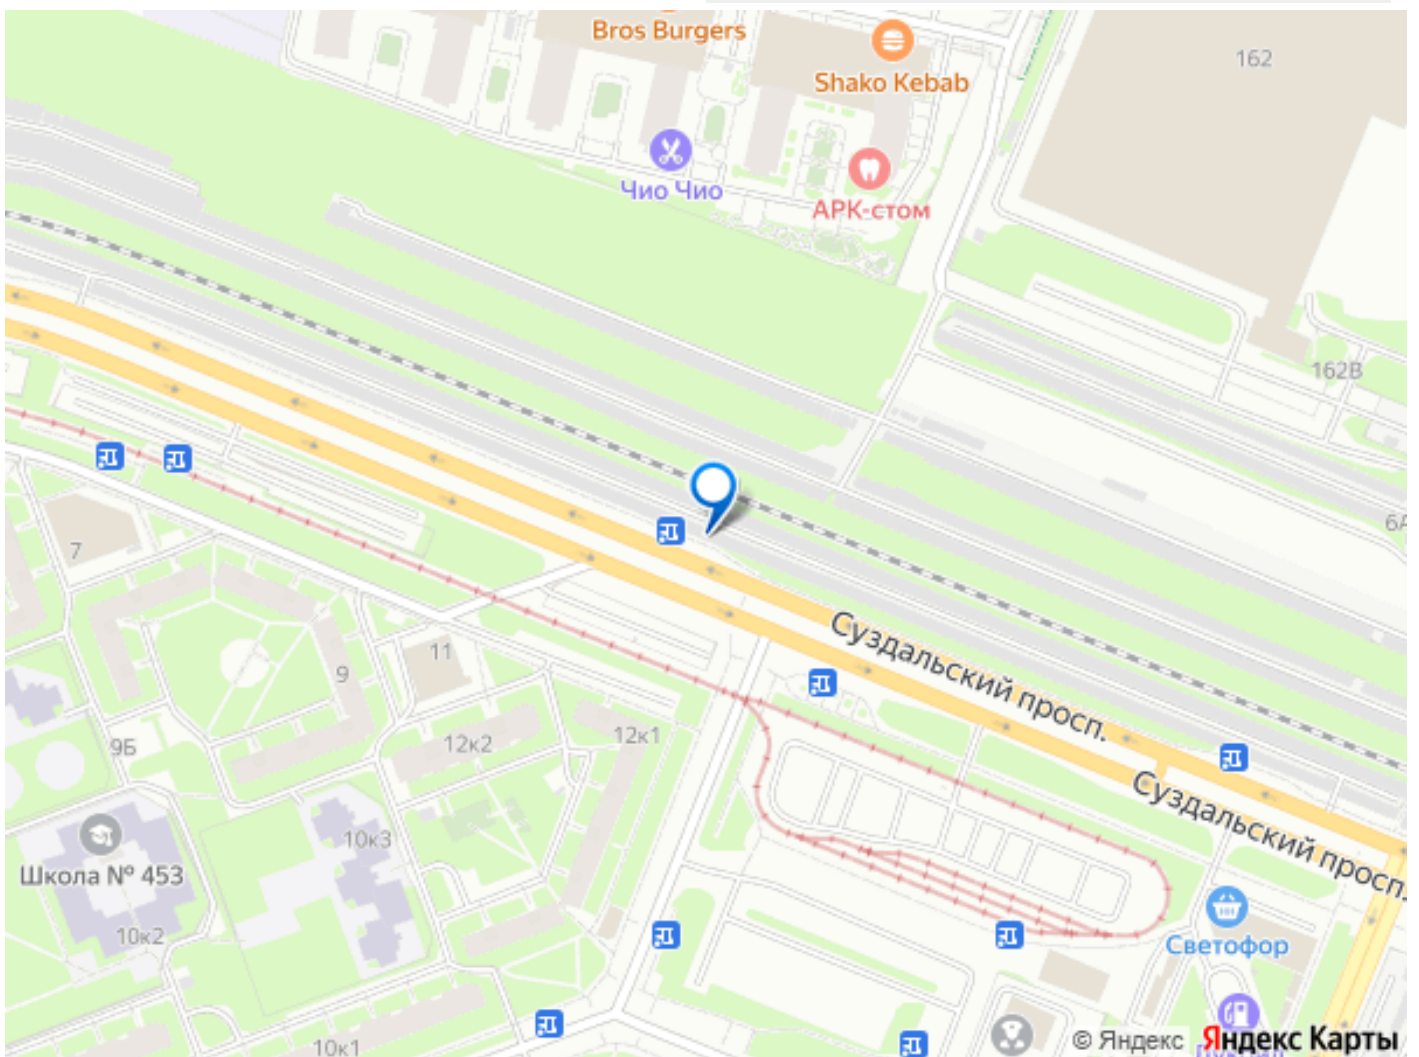 Bros Burgers
Shako Kebab
162
Чио Чио
АРК-стом
162В
6А
7
11
9
Суздальский просп.
12к2
12к1
9Б
Суздальский просп.
10к3
Школа № 453
10к2
Светофор
10к1
© Яндекс
Яндекс Карты